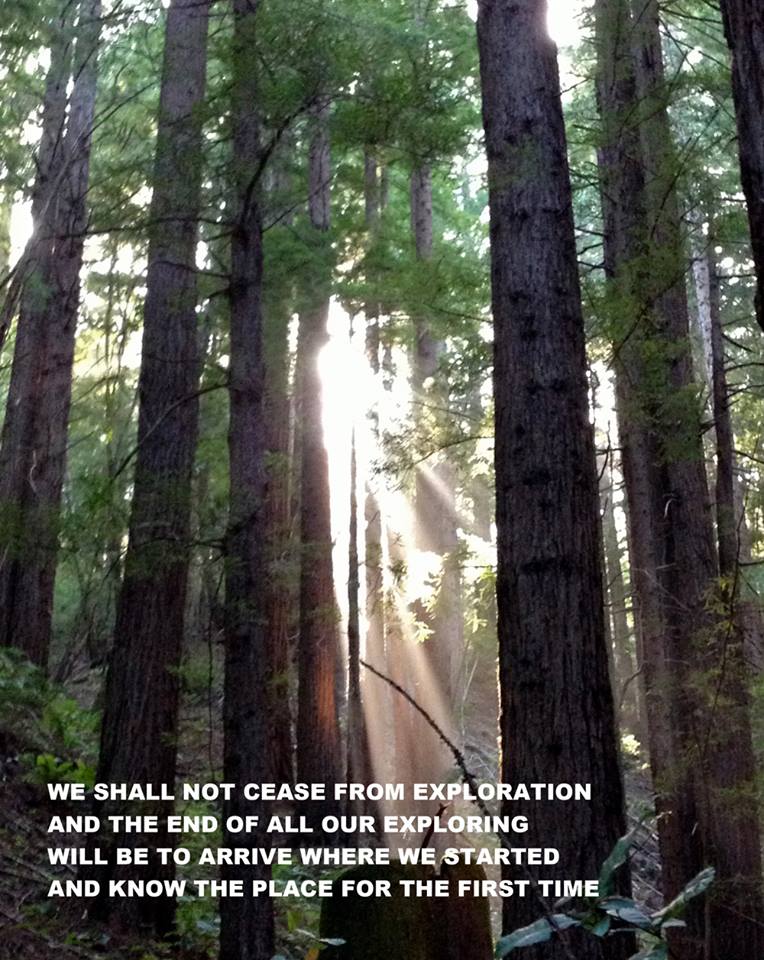 WE SHALL NOT CEASE FROM EXPLORATION
AND THE END OF ALL OUR EXPLORING
WILL BE TO ARRIVE WHERE WE STARTED
AND KNOW THE PLACE FOR THE FIRST TIME